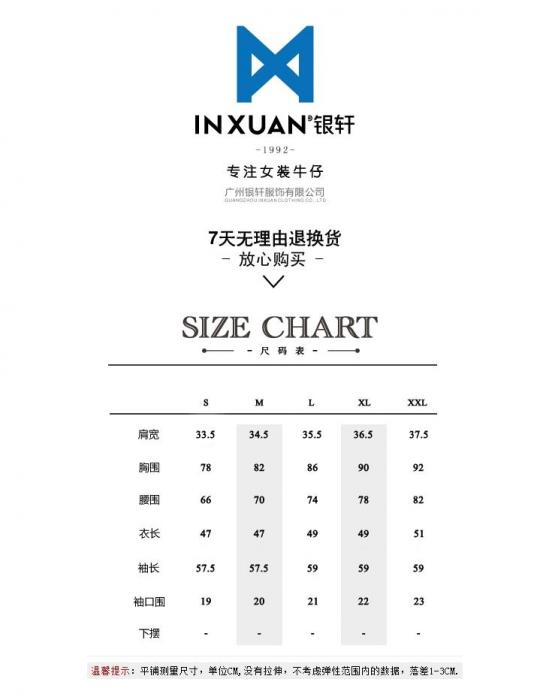 INXUAN®银轩
-1992-
专注女装牛仔
广州银轩服饰有限公司
GUANGZHOU INXUAN CLOTHING CO., LTD
7天无理由退换货
- 放心购买 -
SIZE CHART
- 尺码表 -
S M L XL XXL
肩宽 33.5 34.5 35.5 36.5 37.5
胸围 78 82 86 90 92
腰围 66 70 74 78 82
衣长 47 47 49 49 51
袖长 57.5 57.5 59 59 59
袖口围 19 20 21 22 23
下摆 - - - - -
温馨提示：平铺测量尺寸，单位CM,没有拉伸，不考虑弹性范围内的数据，落差1-3CM.